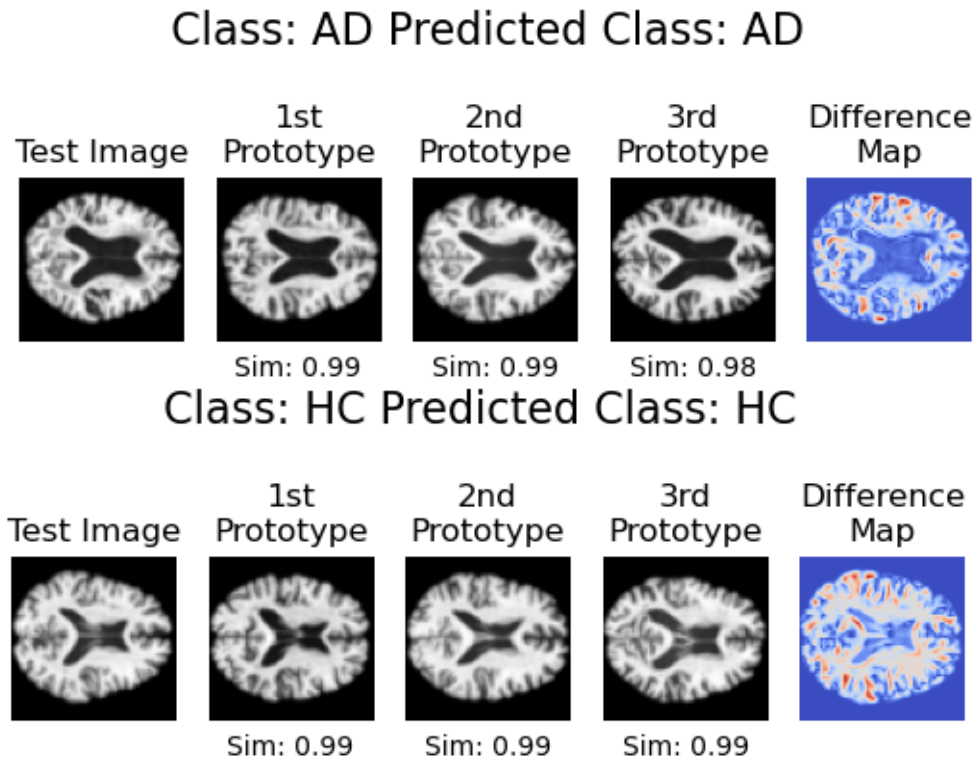 Class: AD Predicted Class: AD
Test Image
1st
Prototype
2nd
Prototype
3rd
Prototype
Difference
Map
Sim: 0.99
Sim: 0.99
Sim: 0.98
Class: HC Predicted Class: HC
Test Image
1st
Prototype
2nd
Prototype
3rd
Prototype
Difference
Map
Sim: 0.99
Sim: 0.99
Sim: 0.99